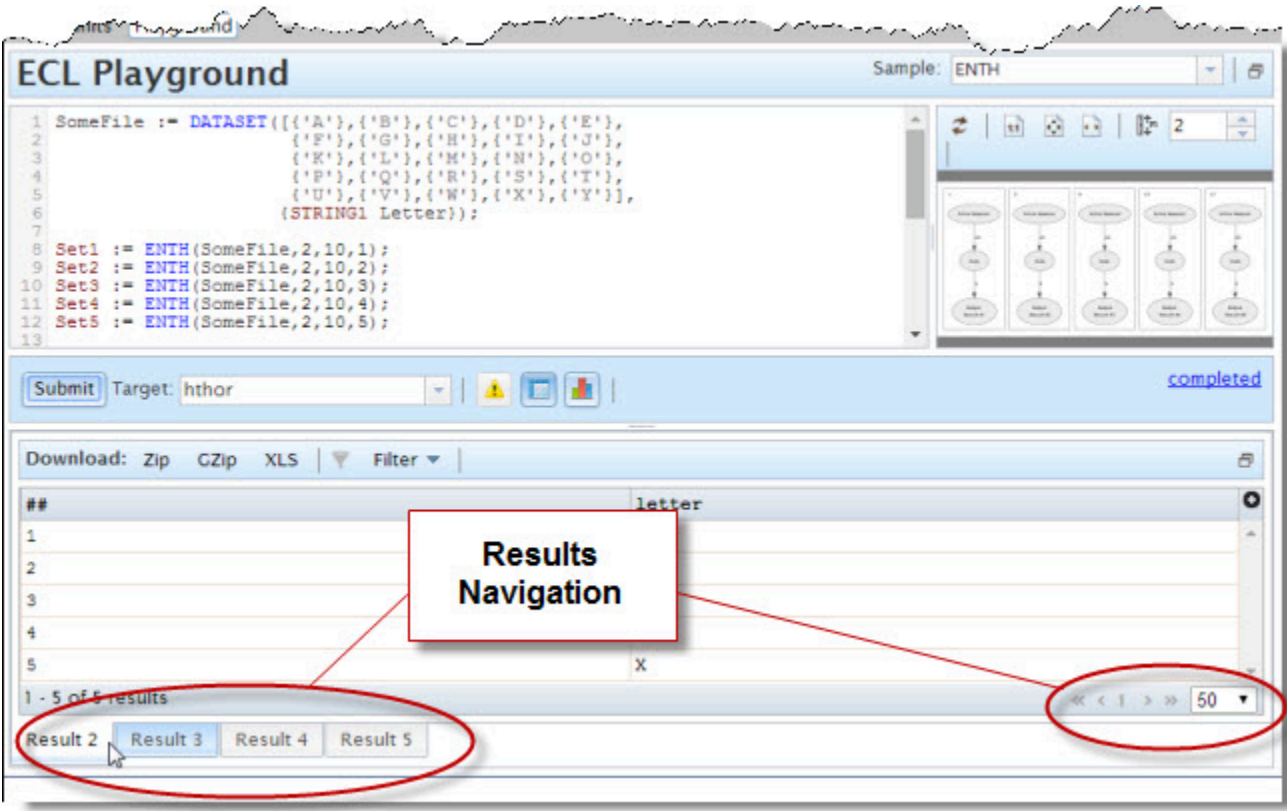 ECL Playground
Sample: ENTH
1 SomeFile := DATASET([{'A'},{'B'},{'C'},{'D'},{'E'},
2 {'F'},{'G'},{'H'},{'I'},{'J'},
3 {'K'},{'L'},{'M'},{'N'},{'O'},
4 {'P'},{'Q'},{'R'},{'S'},{'T'},
5 {'U'},{'V'},{'W'},{'X'},{'Y'}],
6 {STRING1 Letter});
7
8 Set1 := ENTH(SomeFile,2,10,1);
9 Set2 := ENTH(SomeFile,2,10,2);
10 Set3 := ENTH(SomeFile,2,10,3);
11 Set4 := ENTH(SomeFile,2,10,4);
12 Set5 := ENTH(SomeFile,2,10,5);
13
2
Submit Target: hthor
completed
Download: Zip GZip XLS Filter
## letter
1
2
3
4
5 X
Results
Navigation
1 - 5 of 5 results
« < 1 > » 50
Result 2 Result 3 Result 4 Result 5